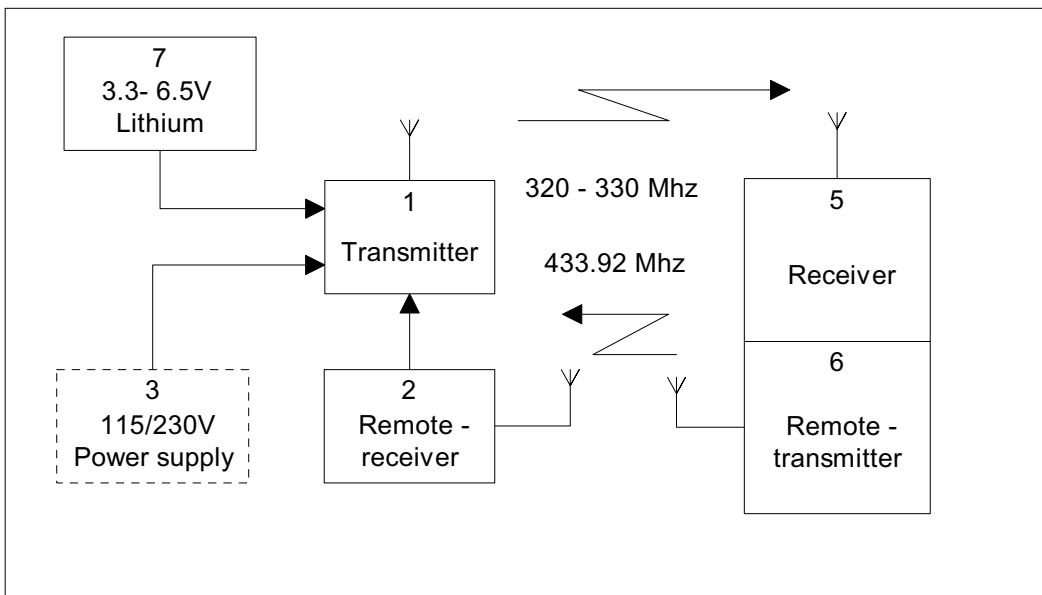 7
3.3- 6.5V
Lithium
320 - 330 Mhz
1
Transmitter
5
Receiver
433.92 Mhz
3
115/230V
Power supply
2
Remote -
receiver
6
Remote -
transmitter